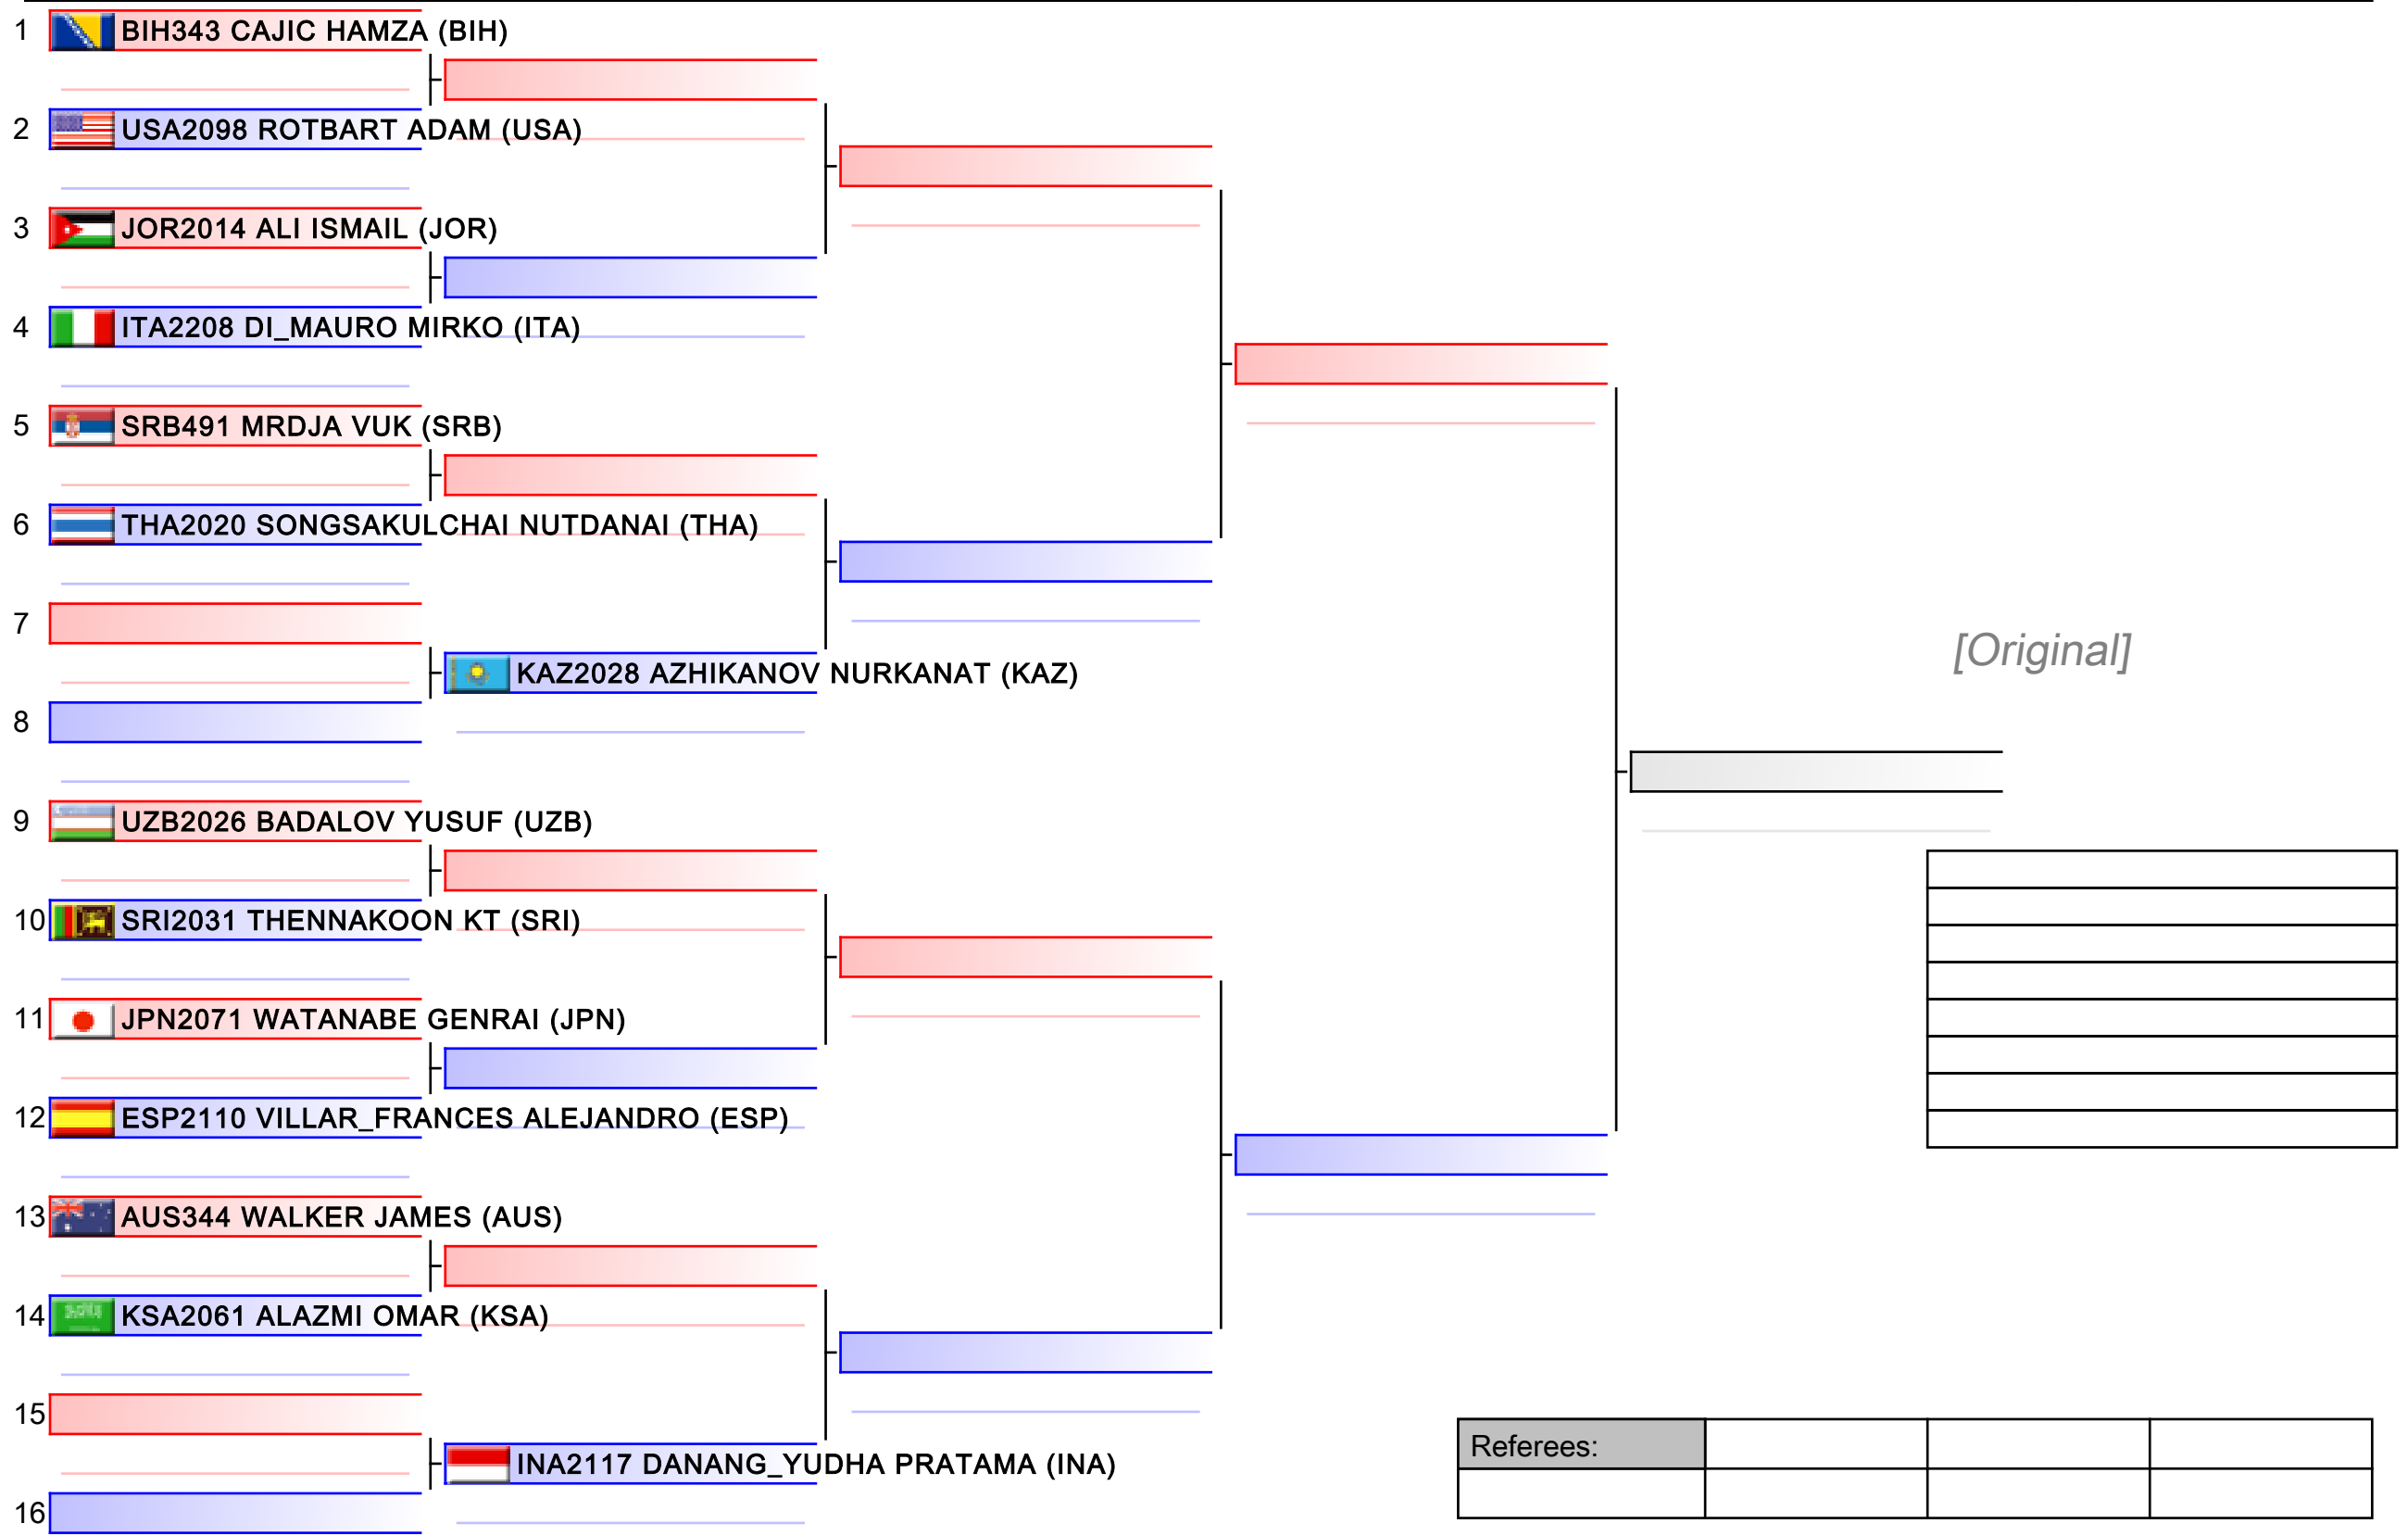 1 BIH343 CAJIC HAMZA (BIH)
2 USA2098 ROTBART ADAM (USA)
3 JOR2014 ALI ISMAIL (JOR)
4 ITA2208 DI_MAURO MIRKO (ITA)
5 SRB491 MRDJA VUK (SRB)
6 THA2020 SONGSAKULCHAI NUTDANAI (THA)
7
[Original]
KAZ2028 AZHIKANOV NURKANAT (KAZ)
8
9 UZB2026 BADALOV YUSUF (UZB)
10 SRI2031 THENNAKOON KT (SRI)
11 JPN2071 WATANABE GENRAI (JPN)
12 ESP2110 VILLAR_FRANCES ALEJANDRO (ESP)
13 AUS344 WALKER JAMES (AUS)
14 KSA2061 ALAZMI OMAR (KSA)
15
Referees:
INA2117 DANANG_YUDHA PRATAMA (INA)
16